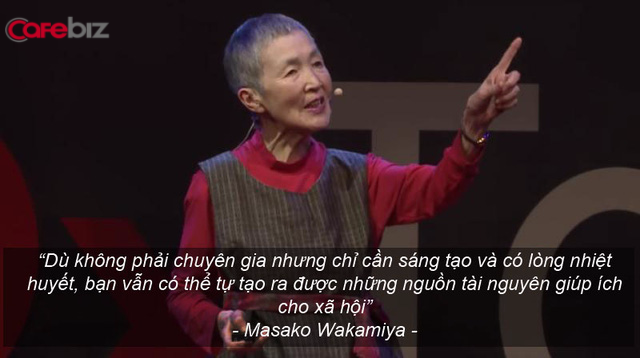 CafeBiz
x To
“Dù không phải chuyên gia nhưng chỉ cần sáng tạo và có lòng nhiệt
huyết, bạn vẫn có thể tự tạo ra được những nguồn tài nguyên giúp ích
cho xã hội”
- Masako Wakamiya -